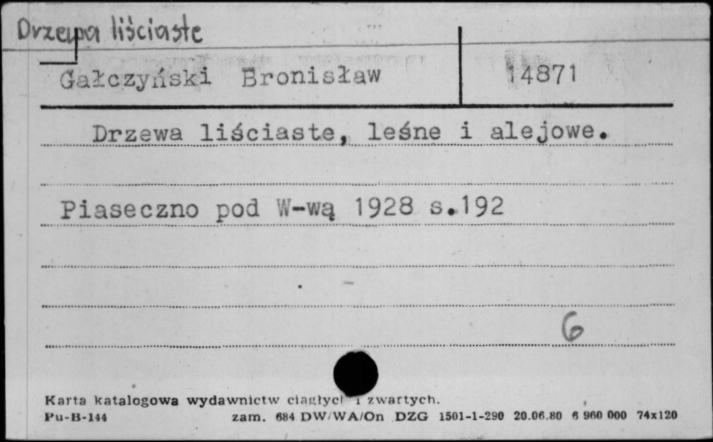 Drzewa liściaste
Gałczyński Bronisław 14871
Drzewa liściaste, leśne i alejowe.
Piaseczno pod W-wą 1928 s.192
6
Karta katalogowa wydawnictw ciągłych i zwartych.
Pu-B-144 zam. 684 DW/WA/On DZG 1501-1-290 20.06.80 6 960 000 74x120